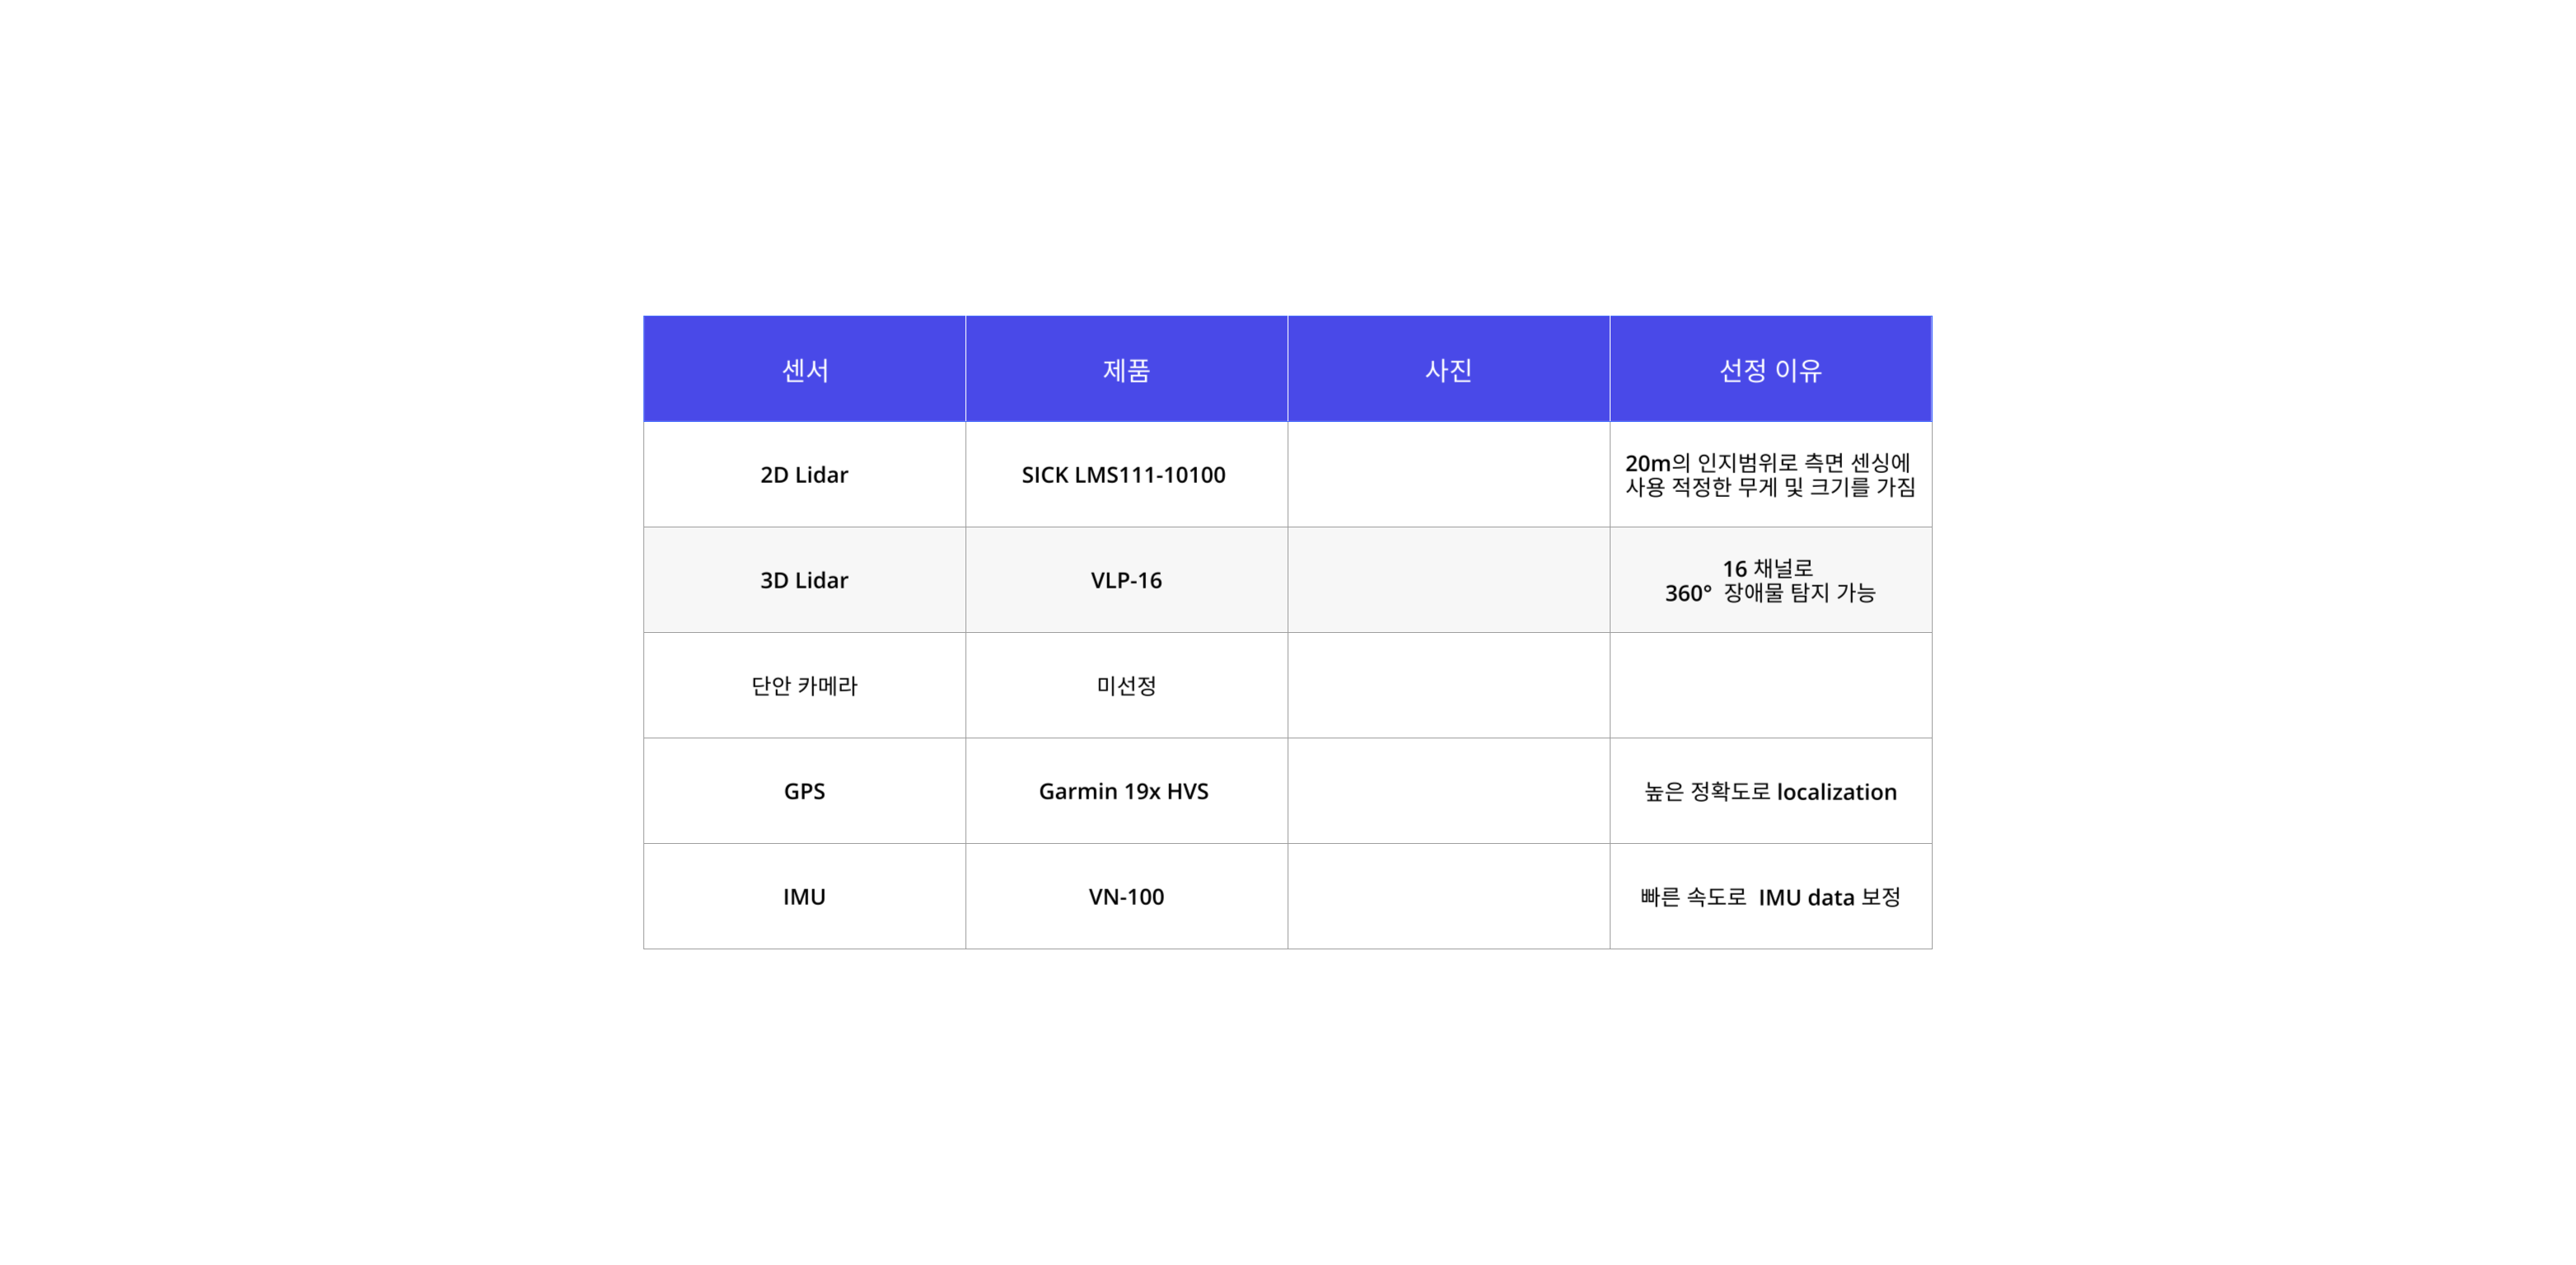 센서 제품 사진 선정 이유
2D Lidar SICK LMS111-10100 20m의 인지범위로 측면 센싱에
사용 적정한 무게 및 크기를 가짐
3D Lidar VLP-16 16 채널로
360° 장애물 탐지 가능
단안 카메라 미선정
GPS Garmin 19x HVS 높은 정확도로 localization
IMU VN-100 빠른 속도로 IMU data 보정